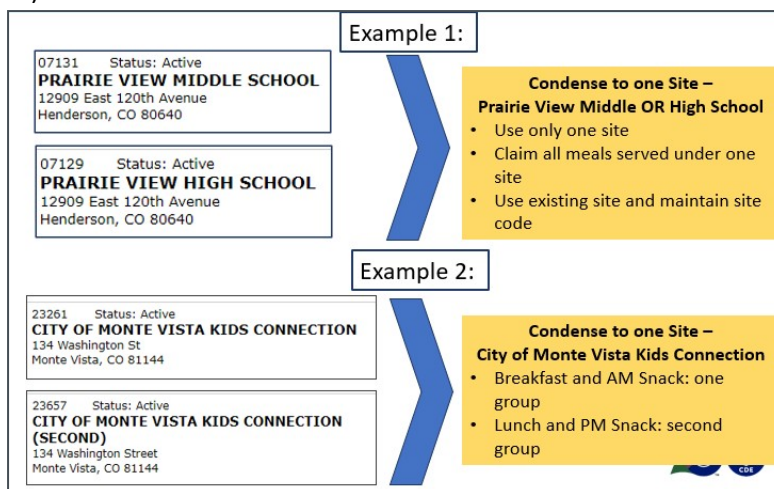 Example 1:
07131 Status: Active
PRAIRIE VIEW MIDDLE SCHOOL
12909 East 120th Avenue
Henderson, CO 80640
07129 Status: Active
PRAIRIE VIEW HIGH SCHOOL
12909 East 120th Avenue
Henderson, CO 80640
Condense to one Site –
Prairie View Middle OR High School
• Use only one site
• Claim all meals served under one
site
• Use existing site and maintain site
code
Example 2:
23261 Status: Active
CITY OF MONTE VISTA KIDS CONNECTION
134 Washington St
Monte Vista, CO 81144
23657 Status: Active
CITY OF MONTE VISTA KIDS CONNECTION
(SECOND)
134 Washington Street
Monte Vista, CO 81144
Condense to one Site –
City of Monte Vista Kids Connection
• Breakfast and AM Snack: one
group
• Lunch and PM Snack: second
group
CDE